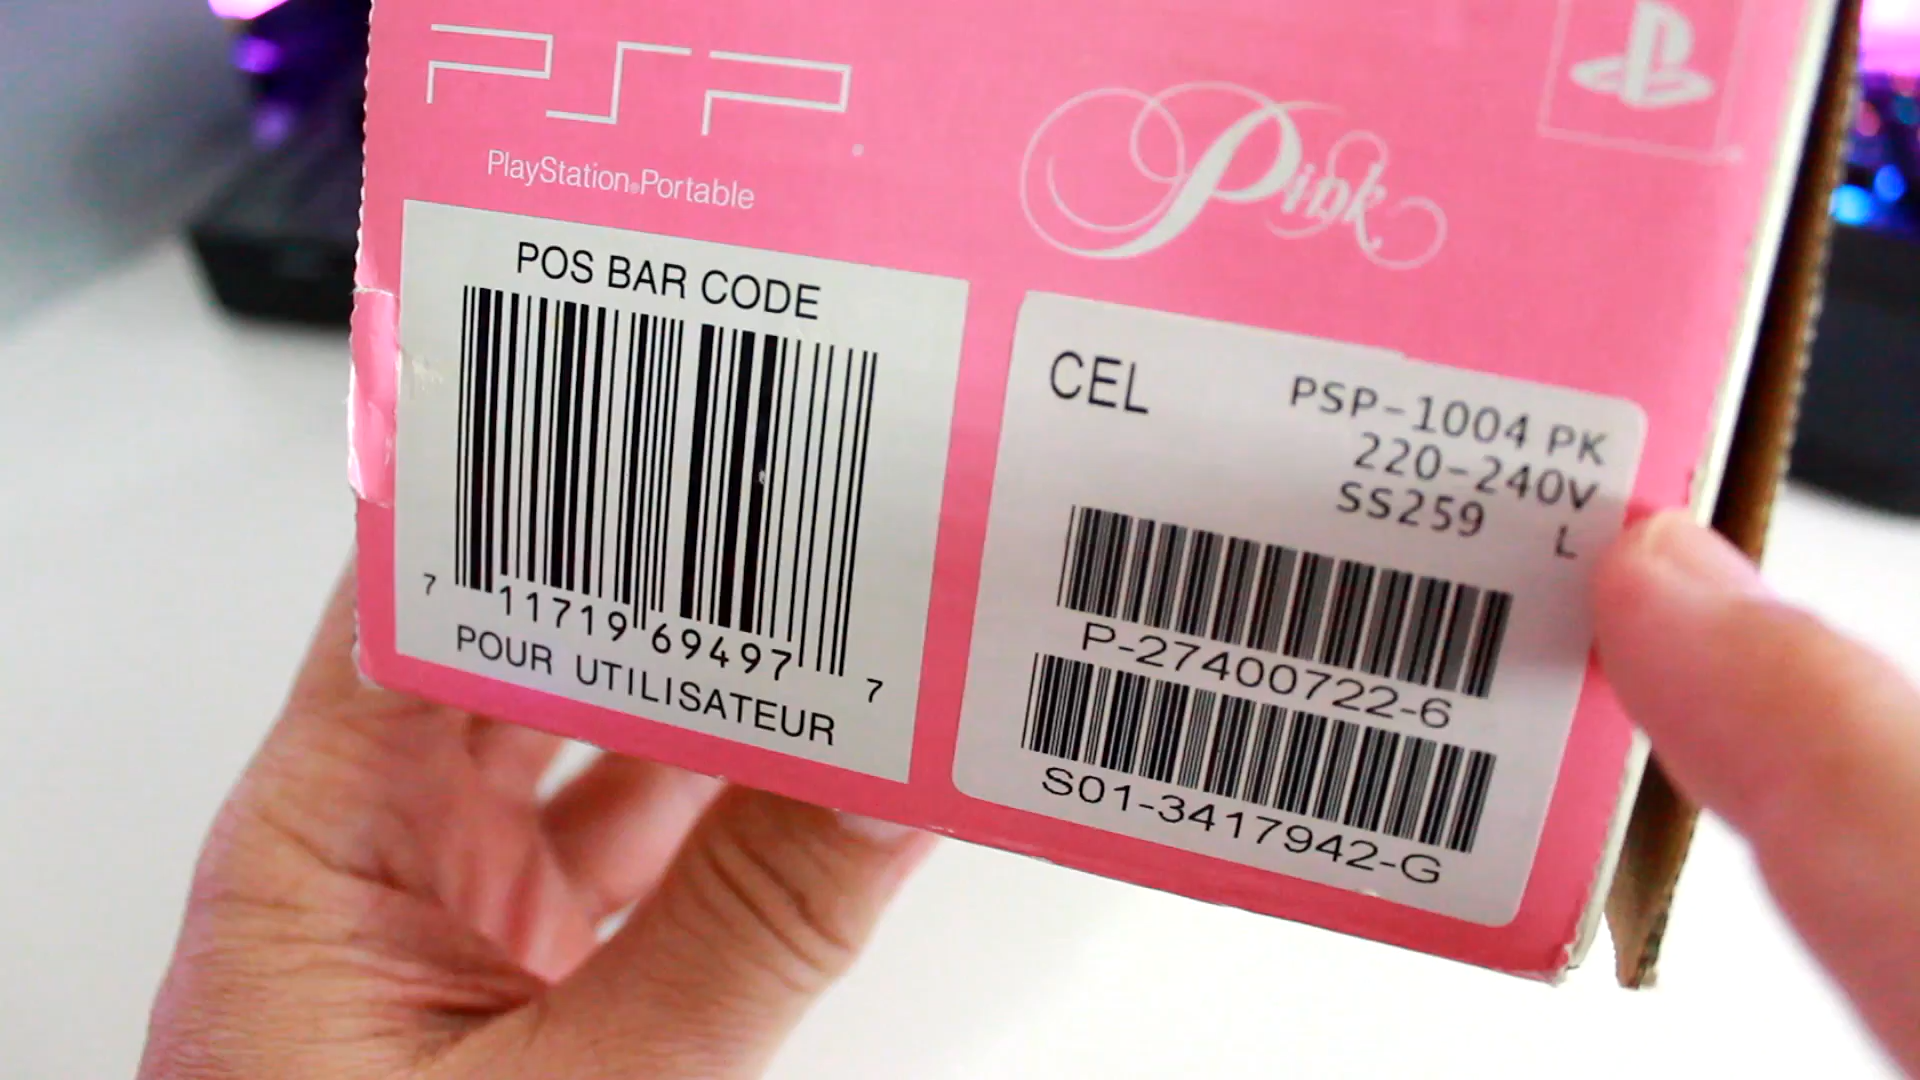 PSP
PlayStation®Portable
Pink
POS BAR CODE
7 11719 69497 7
POUR UTILISATEUR
CEL
PSP-1004 PK
220-240V
SS259 L
P-27400722-6
S01-3417942-G